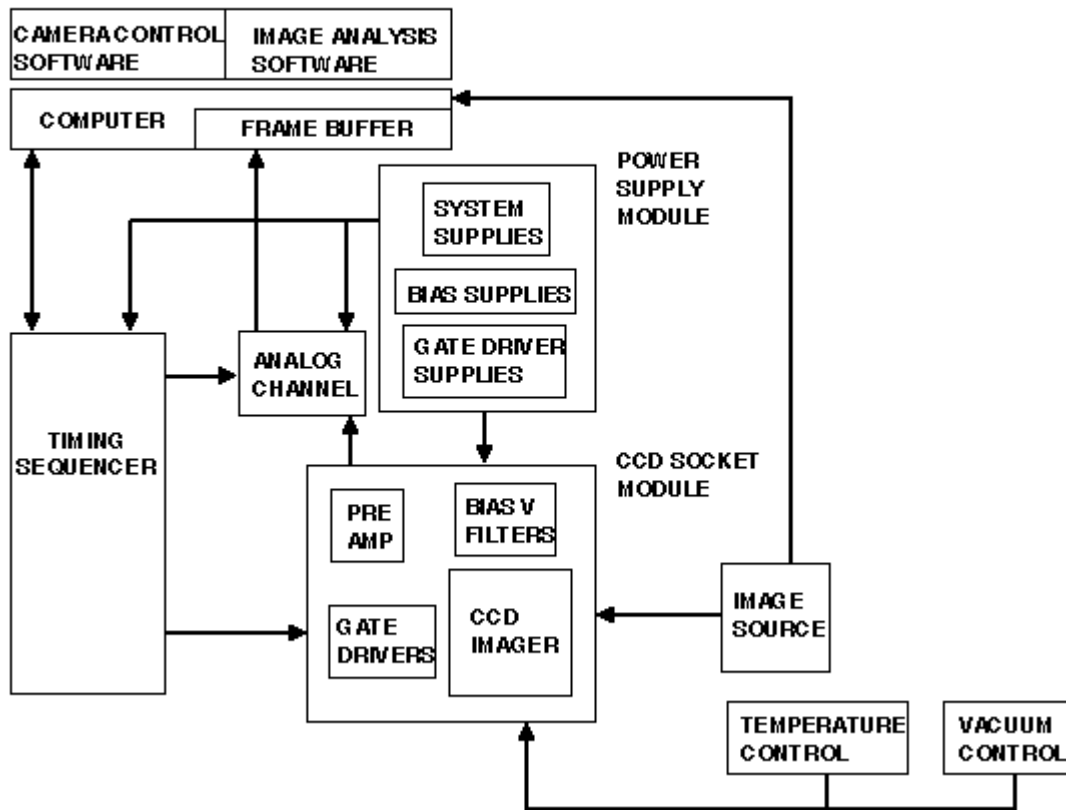 CAMERA CONTROL
SOFTWARE
IMAGE ANALYSIS
SOFTWARE
COMPUTER
FRAME BUFFER
POWER
SUPPLY
MODULE
SYSTEM
SUPPLIES
BIAS SUPPLIES
GATE DRIVER
SUPPLIES
ANALOG
CHANNEL
TIMING
SEQUENCER
CCD SOCKET
MODULE
PRE
AMP
BIAS V
FILTERS
GATE
DRIVERS
CCD
IMAGER
IMAGE
SOURCE
TEMPERATURE
CONTROL
VACUUM
CONTROL